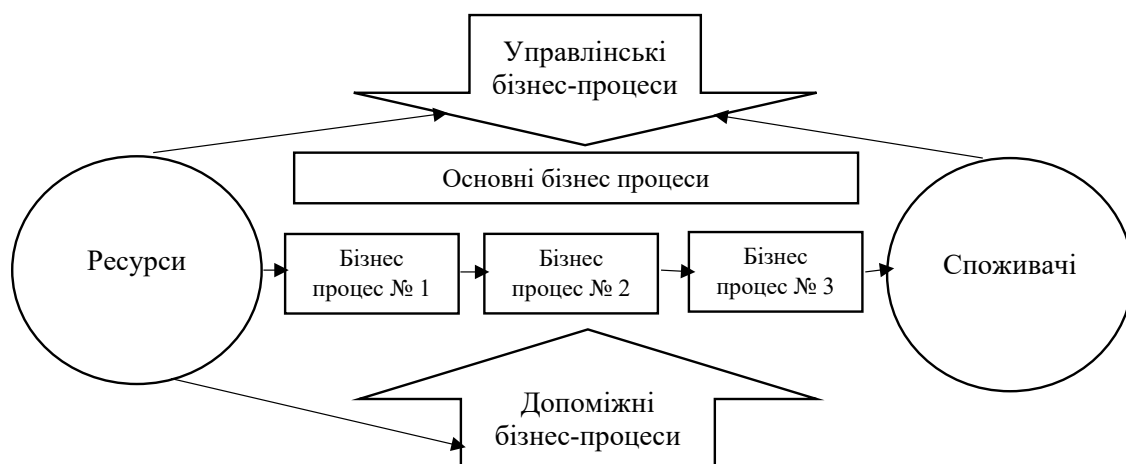 Управлінські
бізнес-процеси
Основні бізнес процеси
Ресурси
Бізнес
процес № 1
Бізнес
процес № 2
Бізнес
процес № 3
Споживачі
Допоміжні
бізнес-процеси